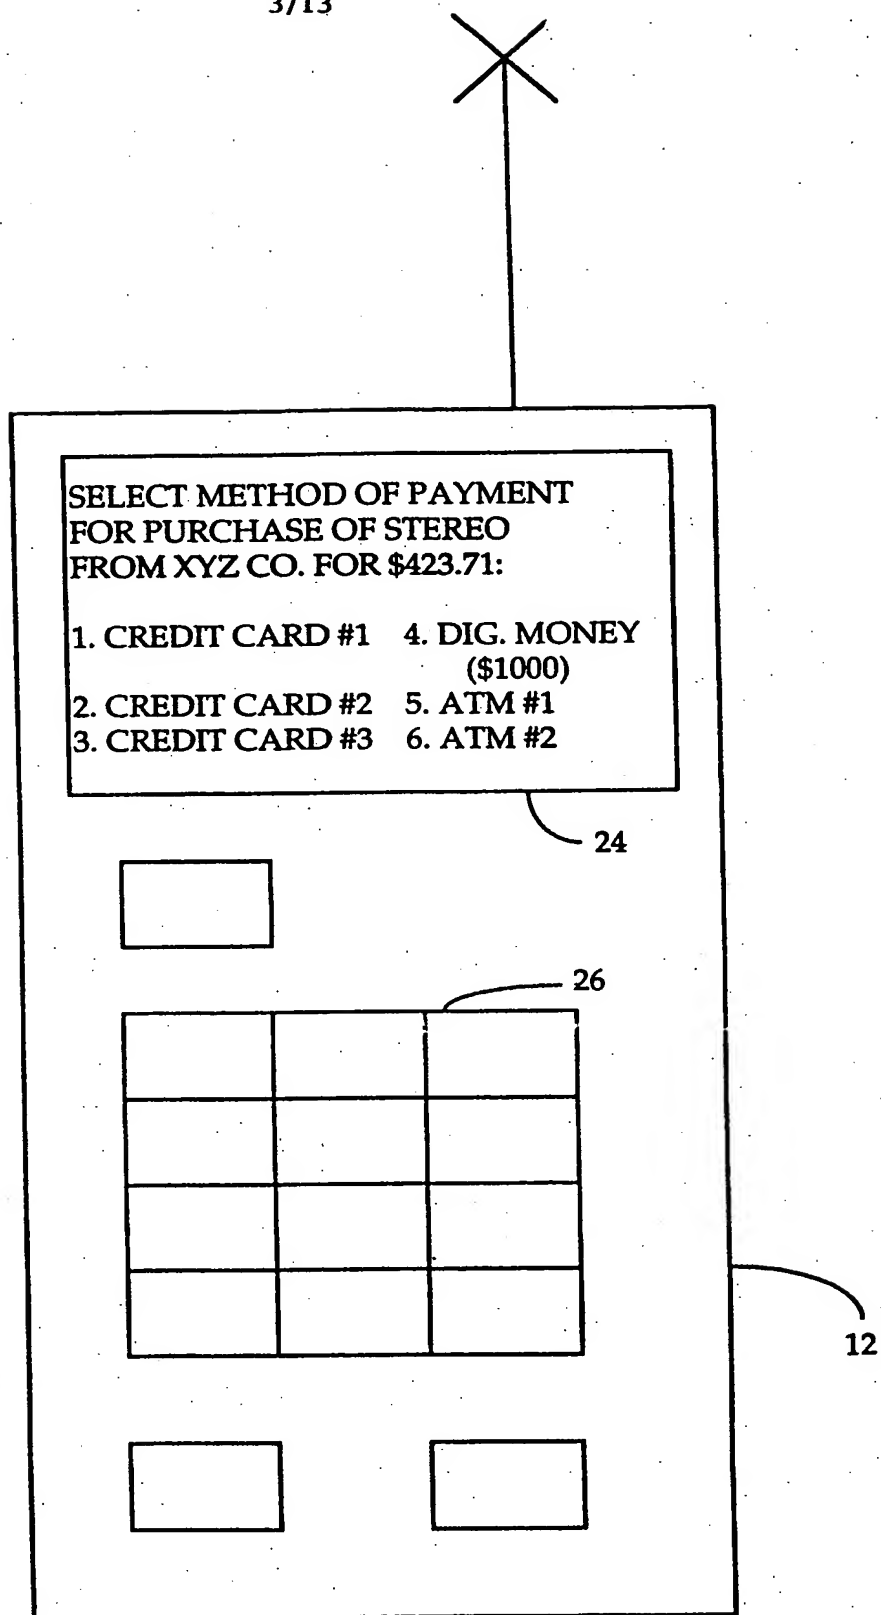 3/13
SELECT METHOD OF PAYMENT
FOR PURCHASE OF STEREO
FROM XYZ CO. FOR $423.71:
1. CREDIT CARD #1 4. DIG. MONEY
($1000)
2. CREDIT CARD #2 5. ATM #1
3. CREDIT CARD #3 6. ATM #2
24
26
12